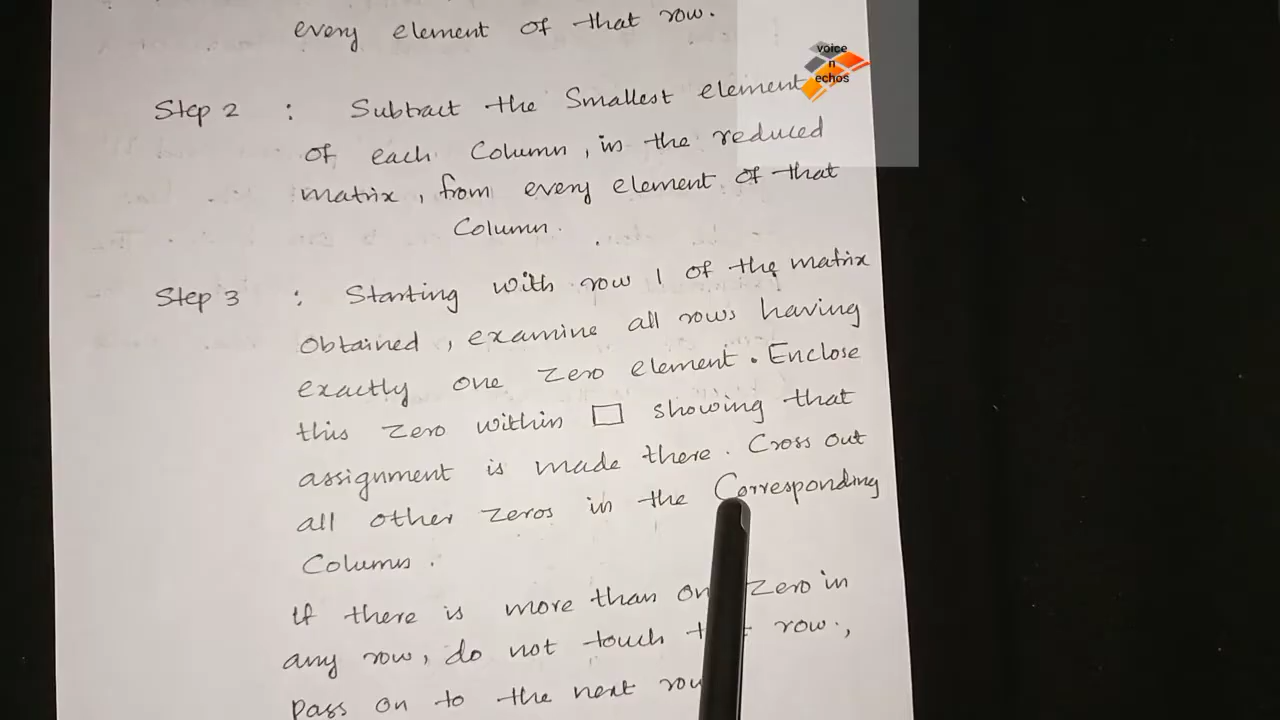 every element of that row.
voice
n
echos
Step 2 : Subtract the Smallest element
of each Column, in the reduced
matrix, from every element of that
Column.
Step 3 : Starting with row 1 of the matrix
obtained, examine all rows having
exactly one zero element. Enclose
this zero within □ showing that
assignment is made there. Cross out
all other zeros in the Corresponding
Column.
If there is more than zero in
any row, do not touch row.,
pass on to the next